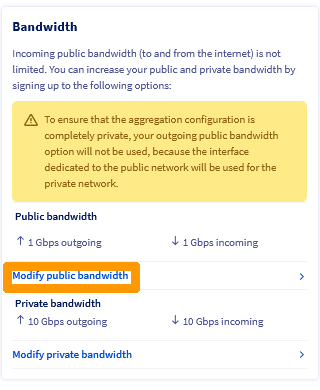 Bandwidth
Incoming public bandwidth (to and from the internet) is not
limited. You can increase your public and private bandwidth by
signing up to the following options:
To ensure that the aggregation configuration is
completely private, your outgoing public bandwidth
option will not be used, because the interface
dedicated to the public network will be used for the
private network.
Public bandwidth
↑ 1 Gbps outgoing ↓ 1 Gbps incoming
Modify public bandwidth
Private bandwidth
↑ 10 Gbps outgoing ↓ 10 Gbps incoming
Modify private bandwidth